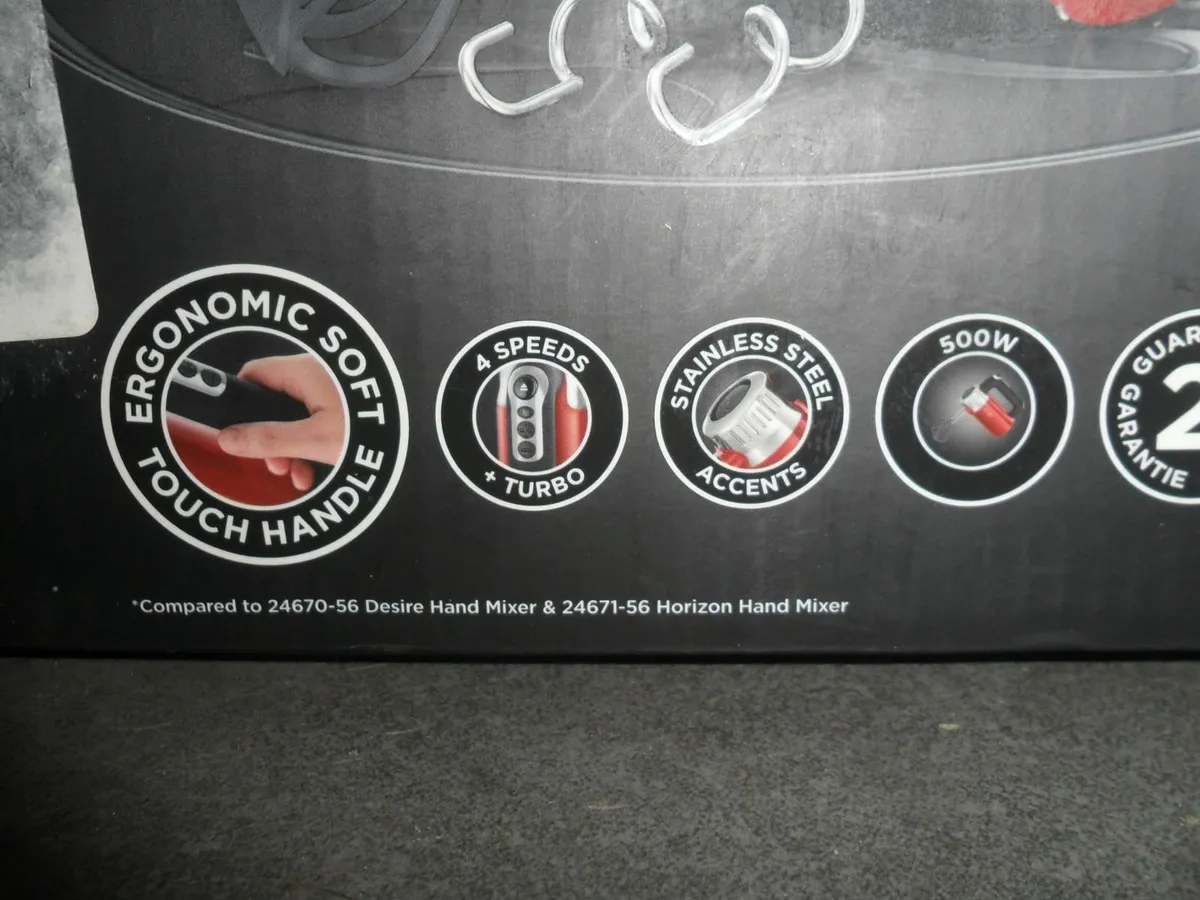 ERGONOMIC SOFT
TOUCH HANDLE
4 SPEEDS
+ TURBO
STAINLESS STEEL
ACCENTS
500W
2
GARANTIE
*Compared to 24670-56 Desire Hand Mixer & 24671-56 Horizon Hand Mixer